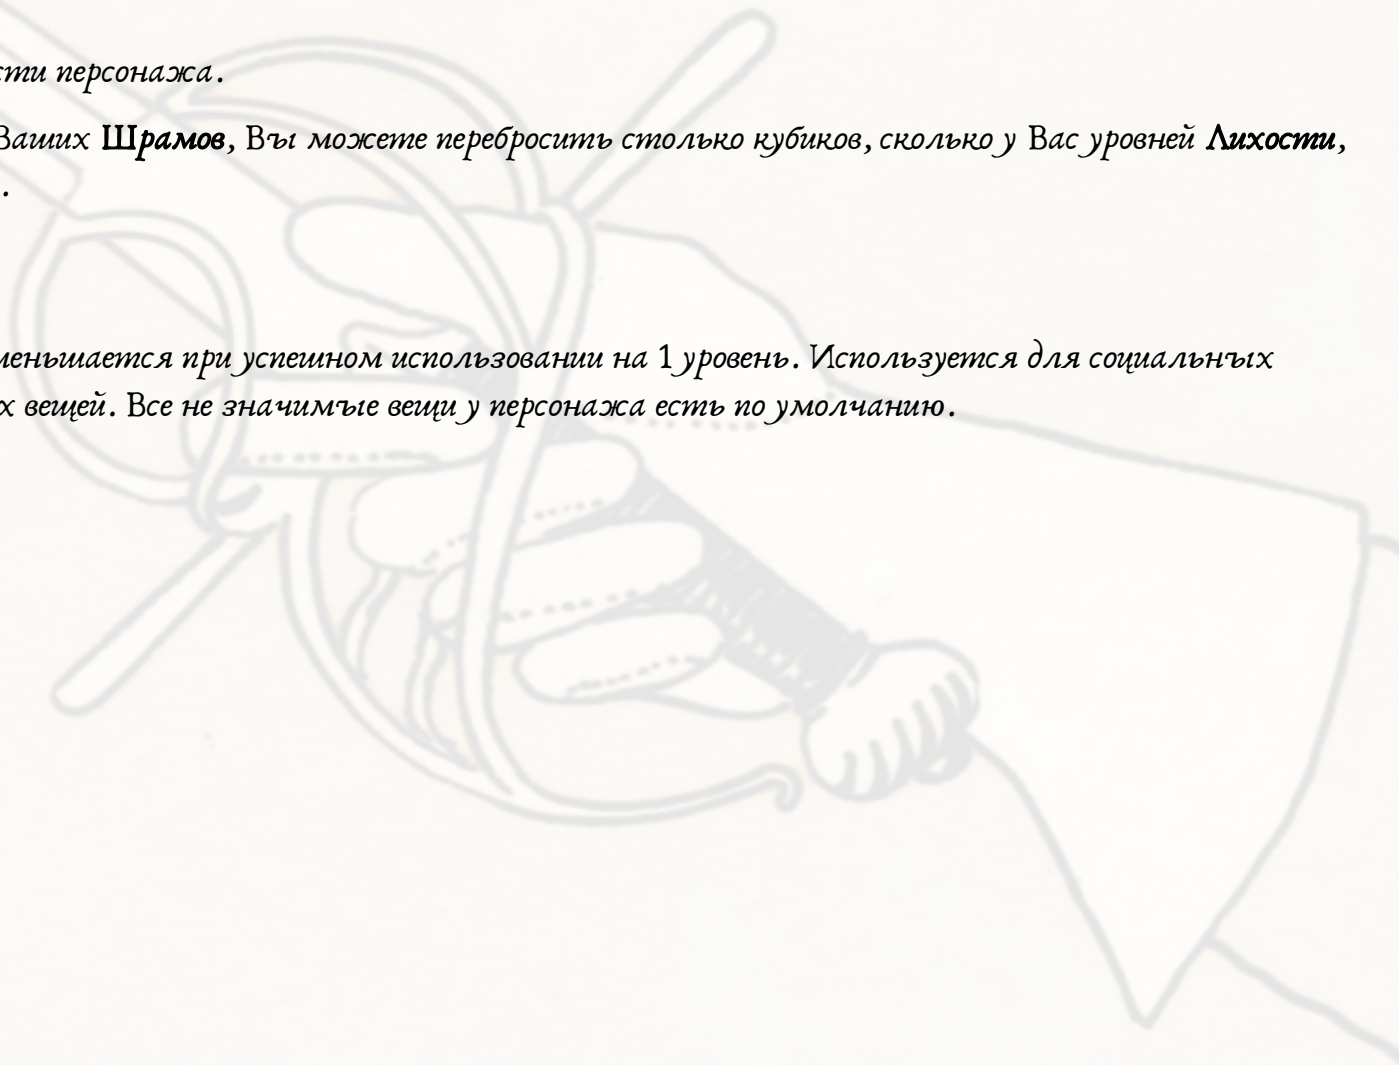 сти персонажа.
Ваших Шрамов, Вы можете перебросить столько кубиков, сколько у Вас уровней Лихости,
.
меньшается при успешном использовании на 1 уровень. Используется для социальных
х вещей. Все не значимые вещи у персонажа есть по умолчанию.